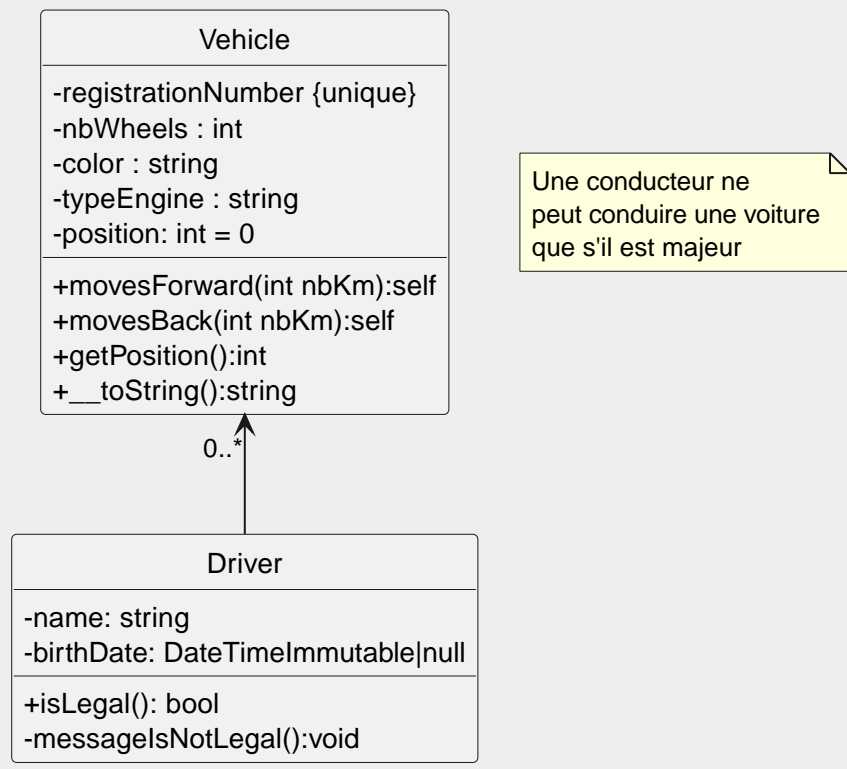 Vehicle
-registrationNumber {unique}
-nbWheels : int
-color : string
-typeEngine : string
-position: int = 0
+movesForward(int nbKm):self
+movesBack(int nbKm):self
+getPosition():int
+__toString():string
Une conducteur ne
peut conduire une voiture
que s'il est majeur
0..*
Driver
-name: string
-birthDate: DateTimeImmutable|null
+isLegal(): bool
-messageIsNotLegal():void